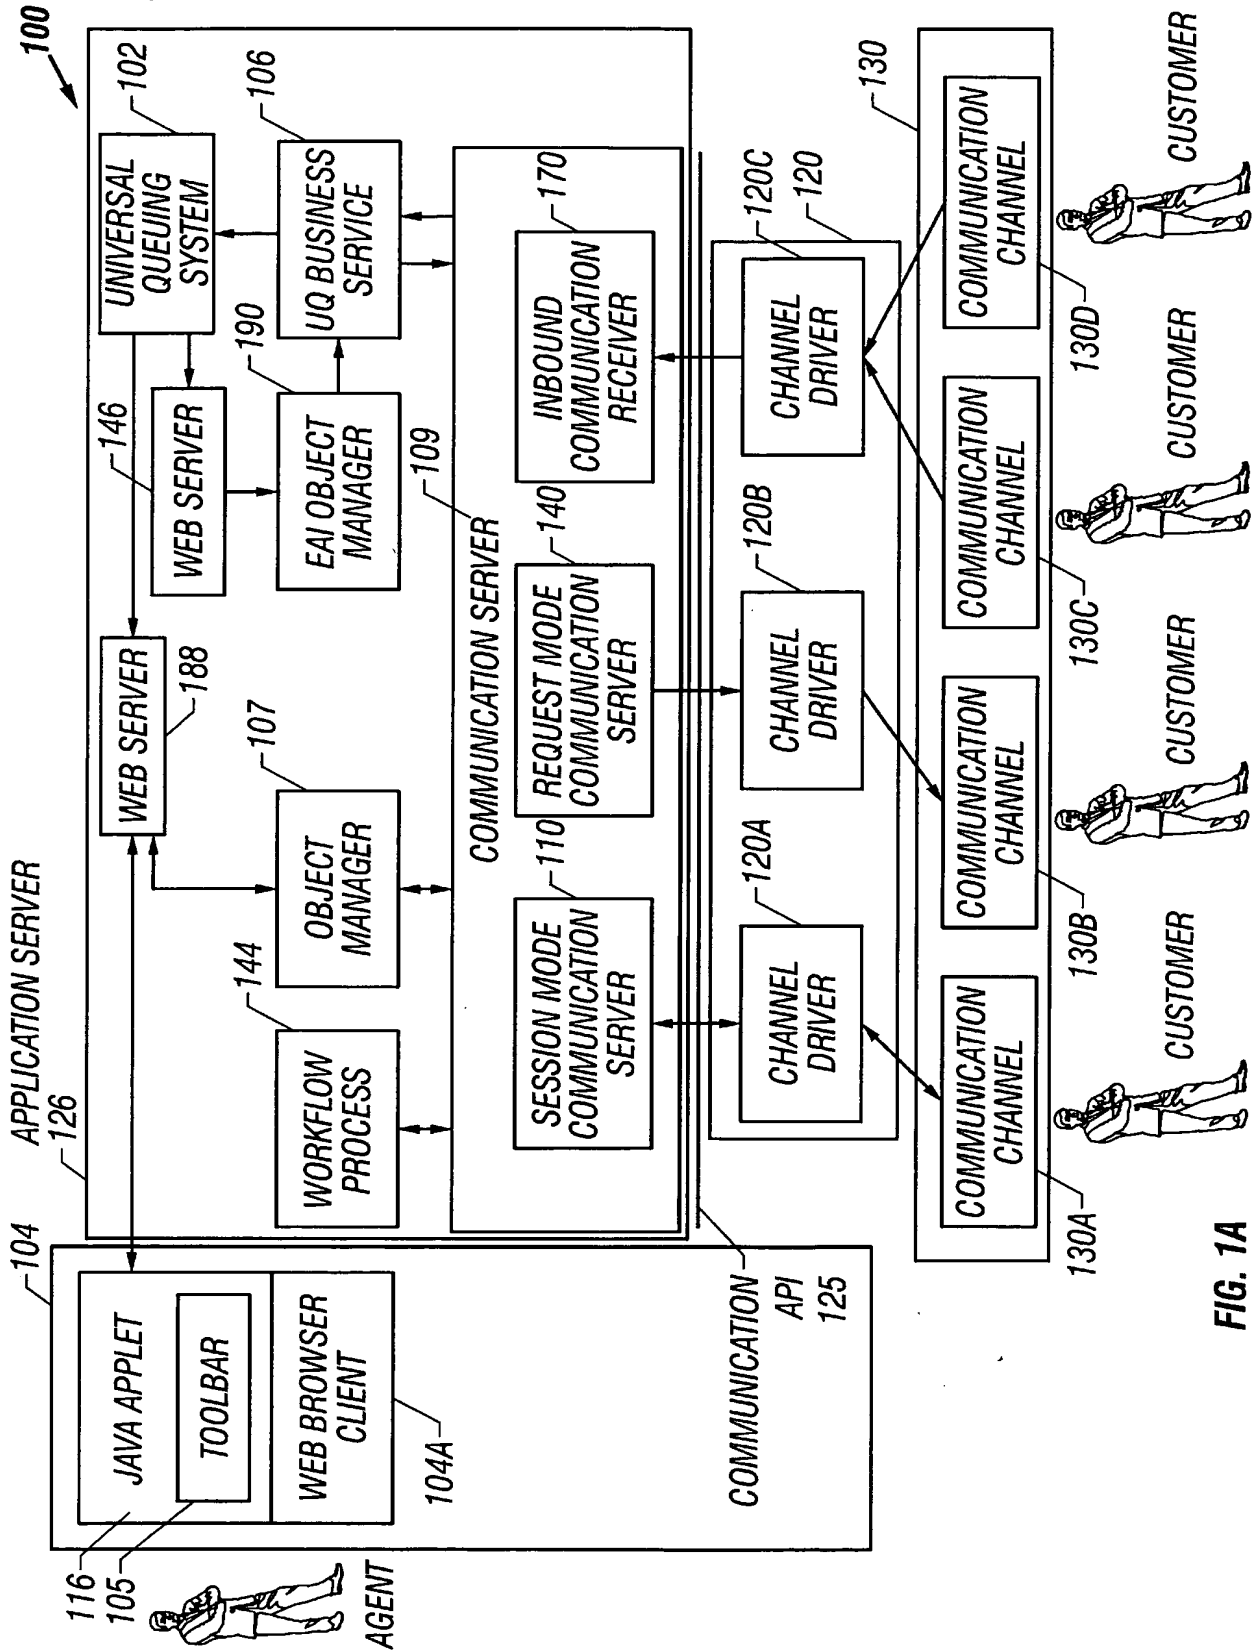 100
104
APPLICATION SERVER
126
116
105
JAVA APPLET
TOOLBAR
WEB BROWSER
CLIENT
104A
AGENT
WEB SERVER
188
146
WEB SERVER
UNIVERSAL
QUEUING
SYSTEM
102
144
WORKFLOW
PROCESS
107
OBJECT
MANAGER
190
EAI OBJECT
MANAGER
106
UQ BUSINESS
SERVICE
109
COMMUNICATION SERVER
110
SESSION MODE
COMMUNICATION
SERVER
140
REQUEST MODE
COMMUNICATION
SERVER
170
INBOUND
COMMUNICATION
RECEIVER
COMMUNICATION
API
125
120A
CHANNEL
DRIVER
120B
CHANNEL
DRIVER
120C
CHANNEL
DRIVER
120
130
COMMUNICATION
CHANNEL
130A
COMMUNICATION
CHANNEL
130B
COMMUNICATION
CHANNEL
130C
COMMUNICATION
CHANNEL
130D
CUSTOMER
CUSTOMER
CUSTOMER
CUSTOMER
FIG. 1A